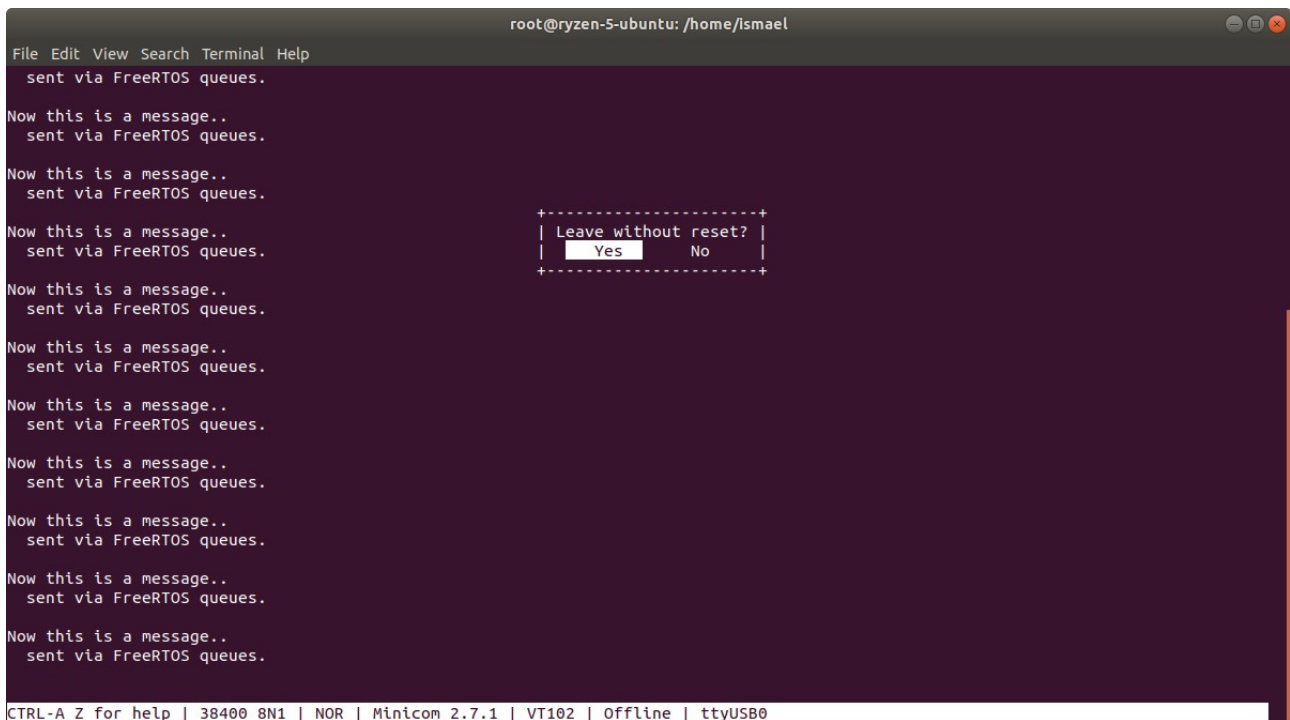 root@ryzen-5-ubuntu: /home/ismael
File Edit View Search Terminal Help
  sent via FreeRTOS queues.

Now this is a message..
  sent via FreeRTOS queues.

Now this is a message..
  sent via FreeRTOS queues.

Now this is a message..
  sent via FreeRTOS queues.

Now this is a message..
  sent via FreeRTOS queues.

Now this is a message..
  sent via FreeRTOS queues.

Now this is a message..
  sent via FreeRTOS queues.

Now this is a message..
  sent via FreeRTOS queues.

Now this is a message..
  sent via FreeRTOS queues.

Now this is a message..
  sent via FreeRTOS queues.

Now this is a message..
  sent via FreeRTOS queues.

+----------------------+
| Leave without reset? |
|     Yes       No     |
+----------------------+

CTRL-A Z for help | 38400 8N1 | NOR | Minicom 2.7.1 | VT102 | Offline | ttyUSB0